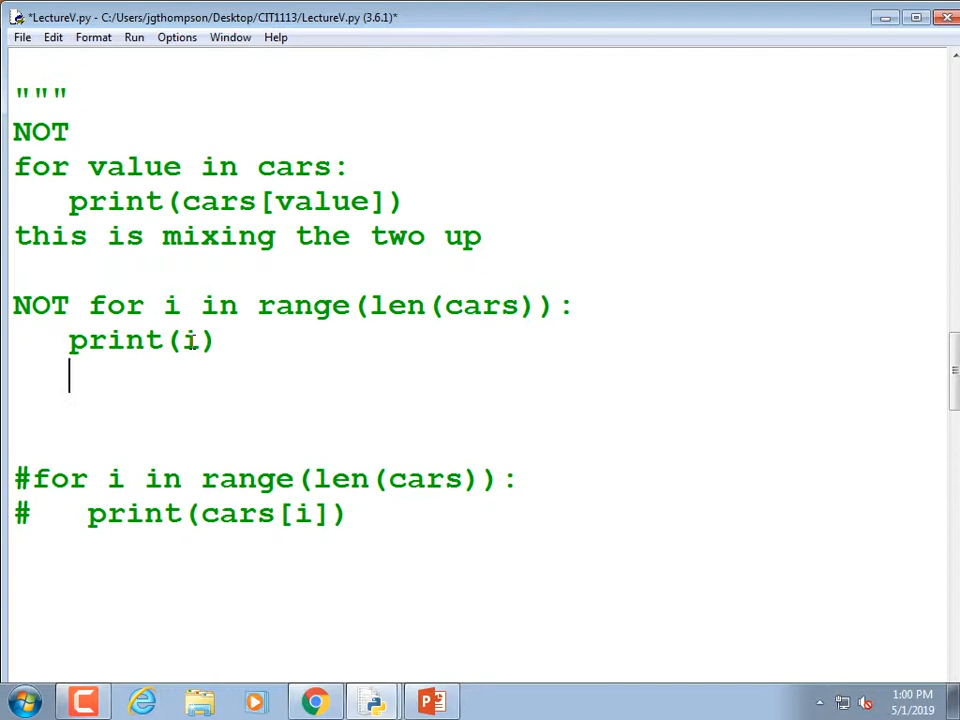 *LectureV.py - C:/Users/jgthompson/Desktop/CIT1113/LectureV.py (3.6.1)*
File Edit Format Run Options Window Help
"""
NOT
for value in cars:
   print(cars[value])
this is mixing the two up
NOT for i in range(len(cars)):
   print(i)
#for i in range(len(cars)):
#   print(cars[i])
1:00 PM
5/1/2019